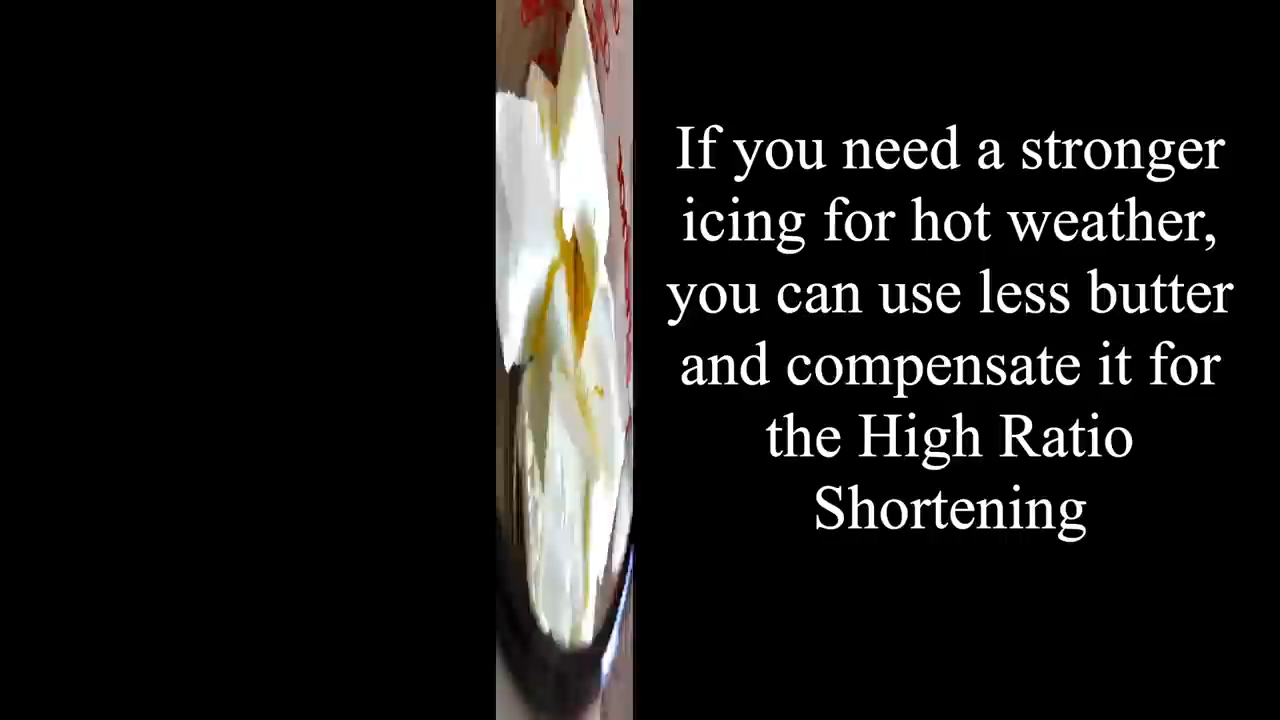 If you need a stronger
icing for hot weather,
you can use less butter
and compensate it for
the High Ratio
Shortening